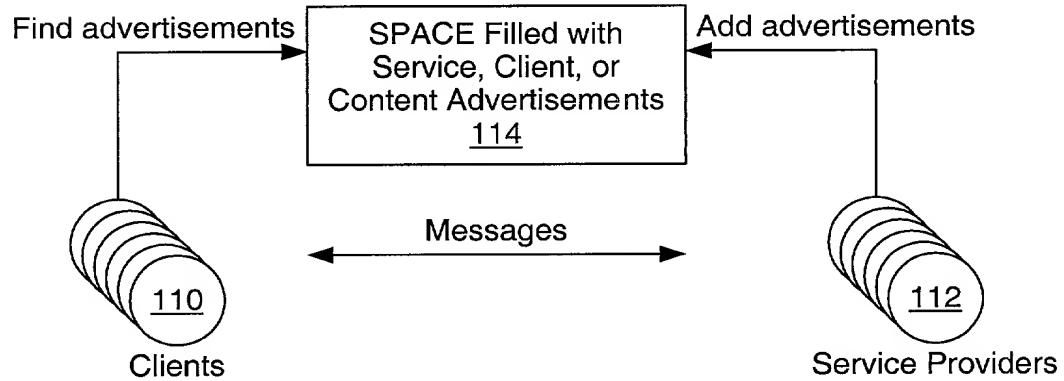 Find advertisements
SPACE Filled with
Service, Client, or
Content Advertisements
114
Add advertisements
Messages
110
Clients
112
Service Providers